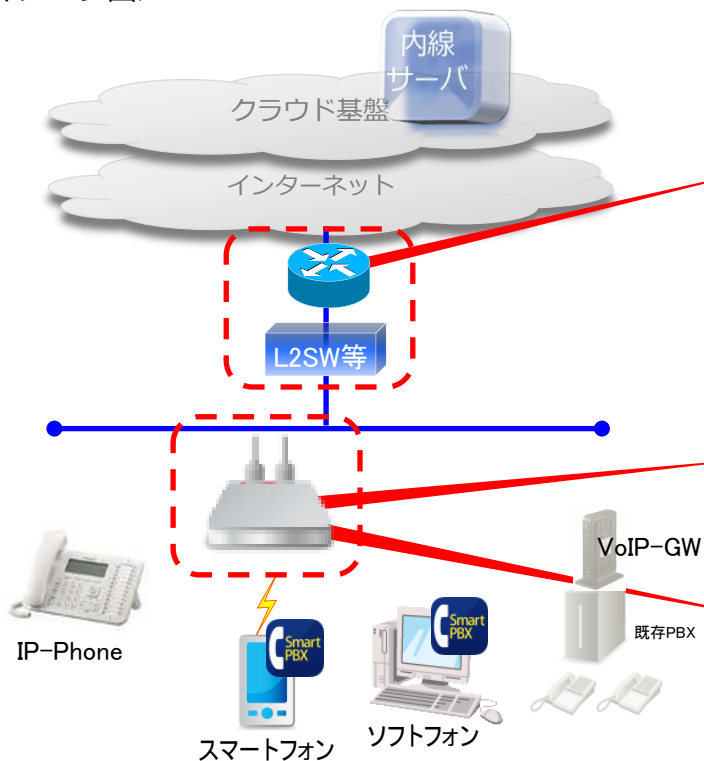 内線
サーバ
クラウド基盤
インターネット
L2SW等
VoIP-GW
IP-Phone
Smart
PBX
Smart
PBX
既存PBX
スマートフォン
ソフトフォン